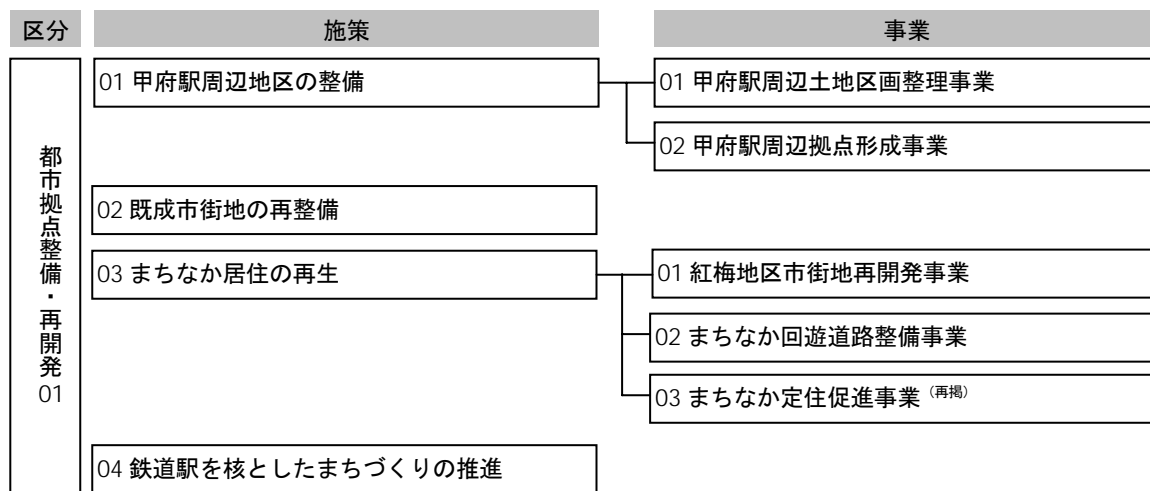 区分 施策 事業
都市拠点整備・再開発 01
01 甲府駅周辺地区の整備
01 甲府駅周辺土地区画整理事業
02 甲府駅周辺拠点形成事業
02 既成市街地の再整備
03 まちなか居住の再生
01 紅梅地区市街地再開発事業
02 まちなか回遊道路整備事業
03 まちなか定住促進事業（再掲）
04 鉄道駅を核としたまちづくりの推進